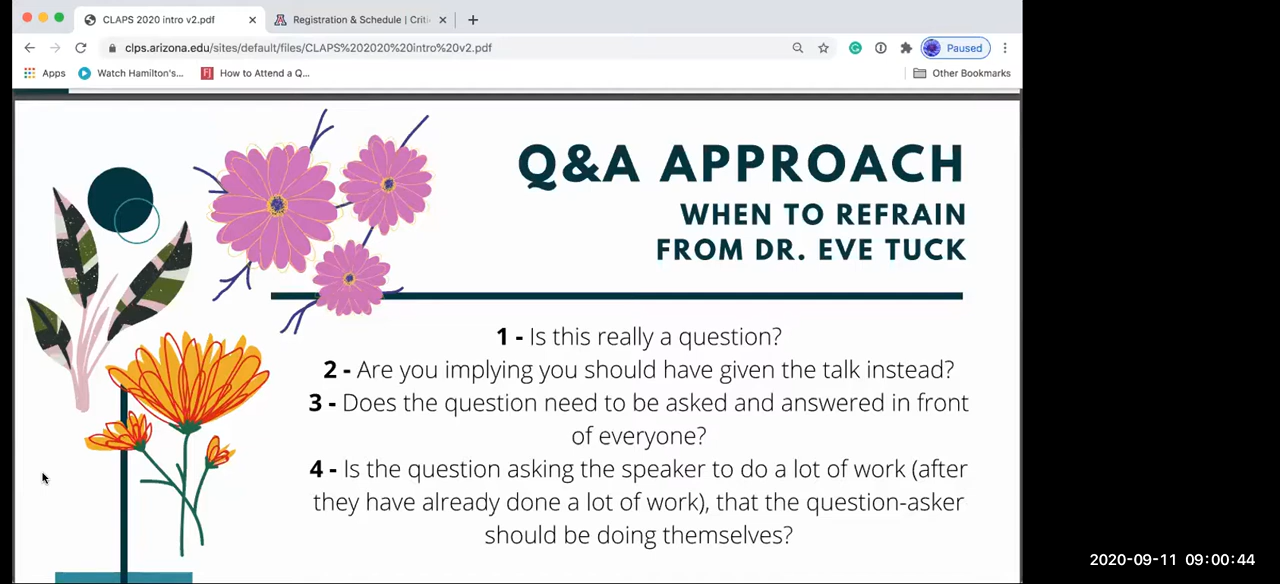 CLAPS 2020 intro v2.pdf
Registration & Schedule | Criti
clps.arizona.edu/sites/default/files/CLAPS%202020%20intro%20v2.pdf
Paused
Apps
Watch Hamilton's...
How to Attend a Q...
Other Bookmarks
Q&A APPROACH
WHEN TO REFRAIN
FROM DR. EVE TUCK
1 - Is this really a question?
2 - Are you implying you should have given the talk instead?
3 - Does the question need to be asked and answered in front
of everyone?
4 - Is the question asking the speaker to do a lot of work (after
they have already done a lot of work), that the question-asker
should be doing themselves?
2020-09-11 09:00:44